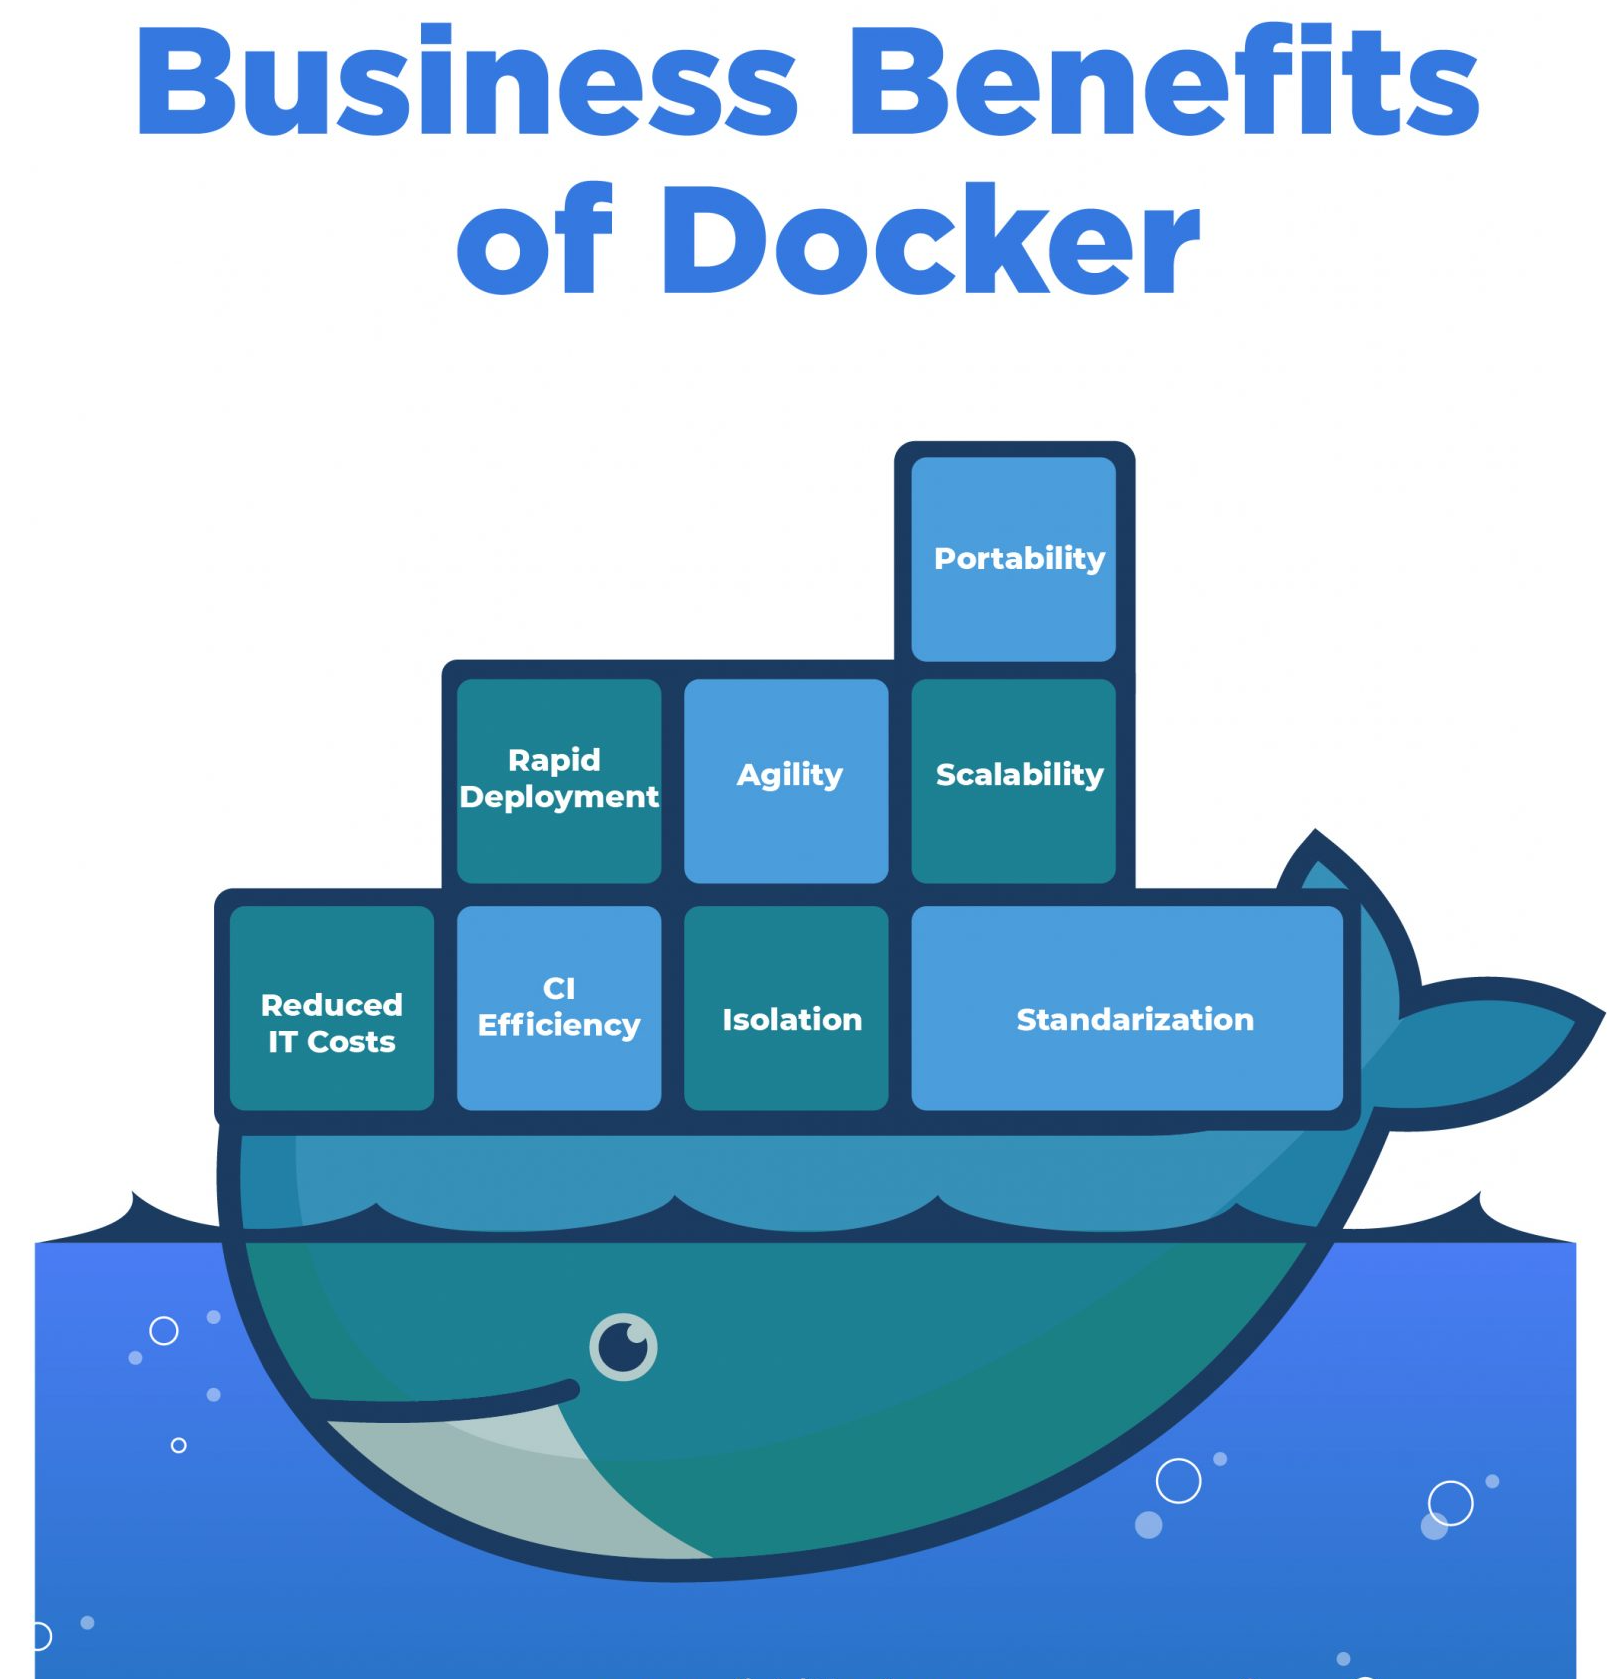 Business Benefits
of Docker
Portability
Rapid
Deployment
Agility
Scalability
Reduced
IT Costs
CI
Efficiency
Isolation
Standarization